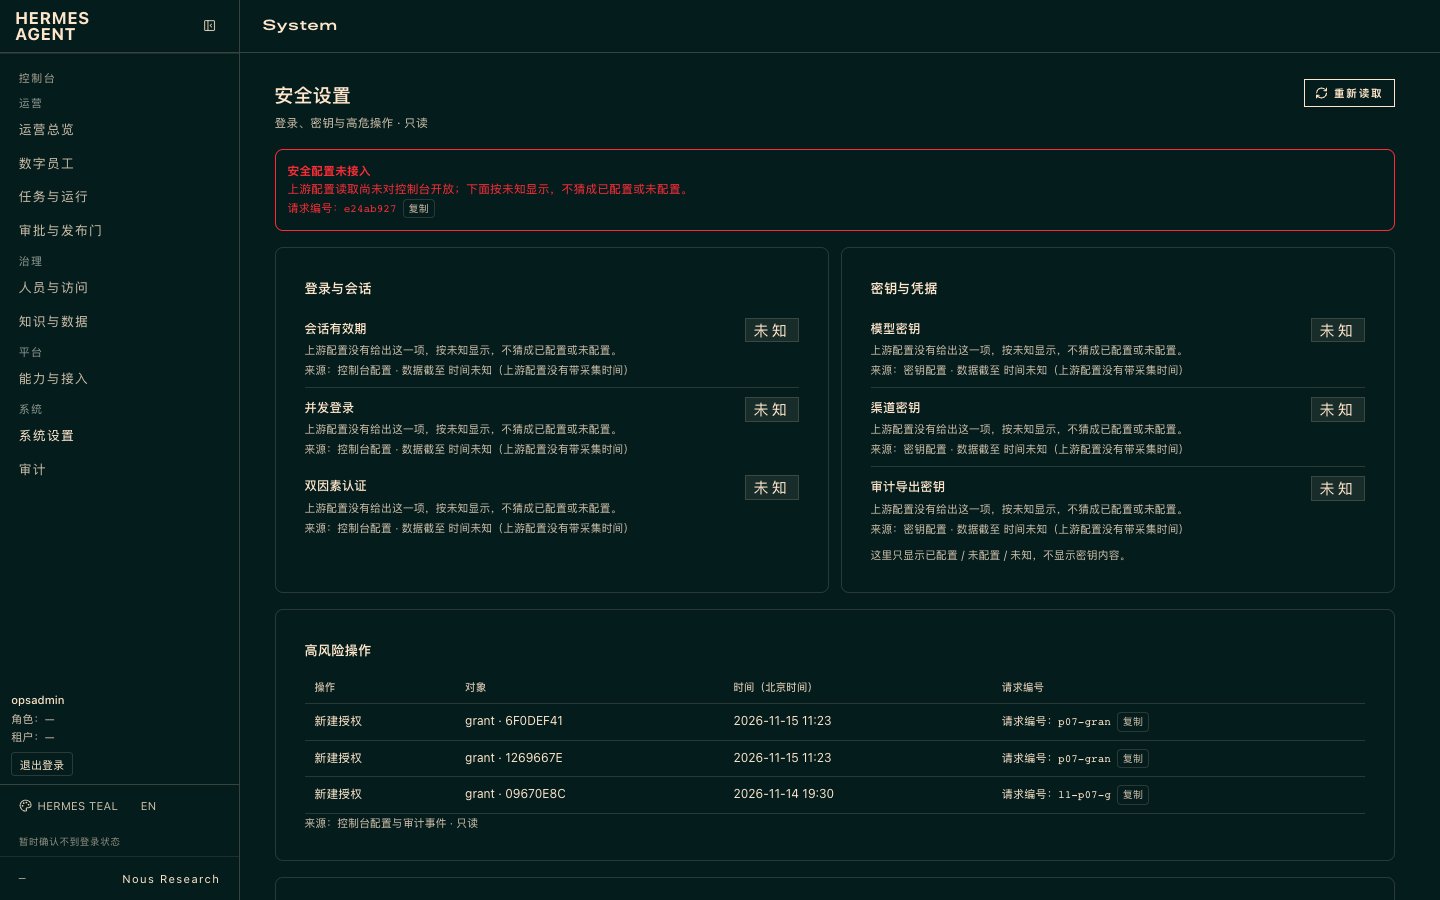 HERMES
AGENT
System
控制台
运营
运营总览
数字员工
任务与运行
审批与发布门
治理
人员与访问
知识与数据
平台
能力与接入
系统
系统设置
审计
opsadmin
角色：—
租户：—
退出登录
HERMES TEAL EN
暂时确认不到登录状态
— Nous Research
安全设置
重新读取
登录、密钥与高危操作 · 只读
安全配置未接入
上游配置读取尚未对控制台开放；下面按未知显示，不猜成已配置或未配置。
请求编号：e24ab927 复制
登录与会话
会话有效期 未知
上游配置没有给出这一项，按未知显示，不猜成已配置或未配置。
来源：控制台配置 · 数据截至 时间未知（上游配置没有带采集时间）
并发登录 未知
上游配置没有给出这一项，按未知显示，不猜成已配置或未配置。
来源：控制台配置 · 数据截至 时间未知（上游配置没有带采集时间）
双因素认证 未知
上游配置没有给出这一项，按未知显示，不猜成已配置或未配置。
来源：控制台配置 · 数据截至 时间未知（上游配置没有带采集时间）
密钥与凭据
模型密钥 未知
上游配置没有给出这一项，按未知显示，不猜成已配置或未配置。
来源：密钥配置 · 数据截至 时间未知（上游配置没有带采集时间）
渠道密钥 未知
上游配置没有给出这一项，按未知显示，不猜成已配置或未配置。
来源：密钥配置 · 数据截至 时间未知（上游配置没有带采集时间）
审计导出密钥 未知
上游配置没有给出这一项，按未知显示，不猜成已配置或未配置。
来源：密钥配置 · 数据截至 时间未知（上游配置没有带采集时间）
这里只显示已配置 / 未配置 / 未知，不显示密钥内容。
高风险操作
操作 对象 时间（北京时间） 请求编号
新建授权 grant · 6F0DEF41 2026-11-15 11:23 请求编号：p07-gran 复制
新建授权 grant · 1269667E 2026-11-15 11:23 请求编号：p07-gran 复制
新建授权 grant · 09670E8C 2026-11-14 19:30 请求编号：l1-p07-g 复制
来源：控制台配置与审计事件 · 只读